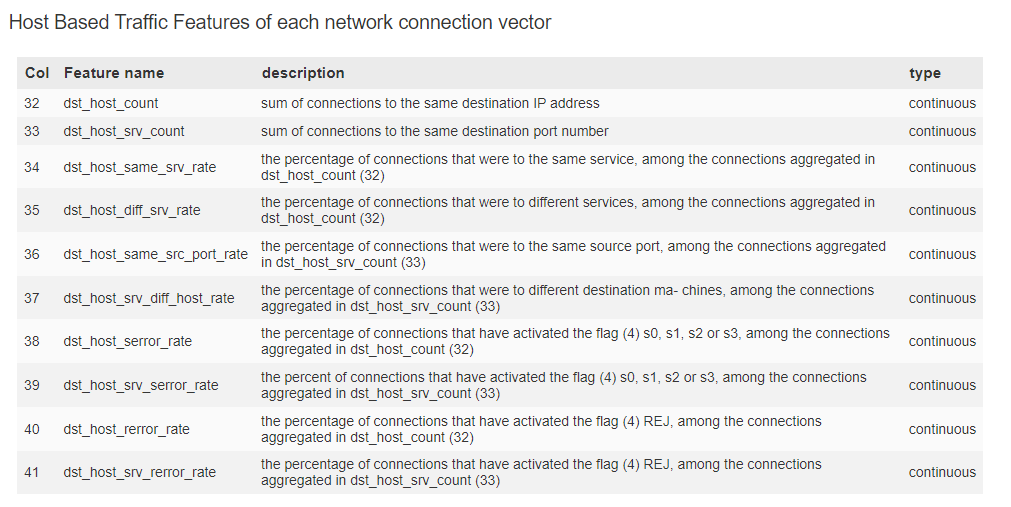 Host Based Traffic Features of each network connection vector
Col Feature name description type
32 dst_host_count sum of connections to the same destination IP address continuous
33 dst_host_srv_count sum of connections to the same destination port number continuous
34 dst_host_same_srv_rate the percentage of connections that were to the same service, among the connections aggregated in continuous
dst_host_count (32)
35 dst_host_diff_srv_rate the percentage of connections that were to different services, among the connections aggregated in continuous
dst_host_count (32)
36 dst_host_same_src_port_rate the percentage of connections that were to the same source port, among the connections aggregated continuous
in dst_host_srv_count (33)
37 dst_host_srv_diff_host_rate the percentage of connections that were to different destination ma- chines, among the connections continuous
aggregated in dst_host_srv_count (33)
38 dst_host_serror_rate the percentage of connections that have activated the flag (4) s0, s1, s2 or s3, among the connections continuous
aggregated in dst_host_count (32)
39 dst_host_srv_serror_rate the percent of connections that have activated the flag (4) s0, s1, s2 or s3, among the connections continuous
aggregated in dst_host_srv_count (33)
40 dst_host_rerror_rate the percentage of connections that have activated the flag (4) REJ, among the connections continuous
aggregated in dst_host_count (32)
41 dst_host_srv_rerror_rate the percentage of connections that have activated the flag (4) REJ, among the connections continuous
aggregated in dst_host_srv_count (33)